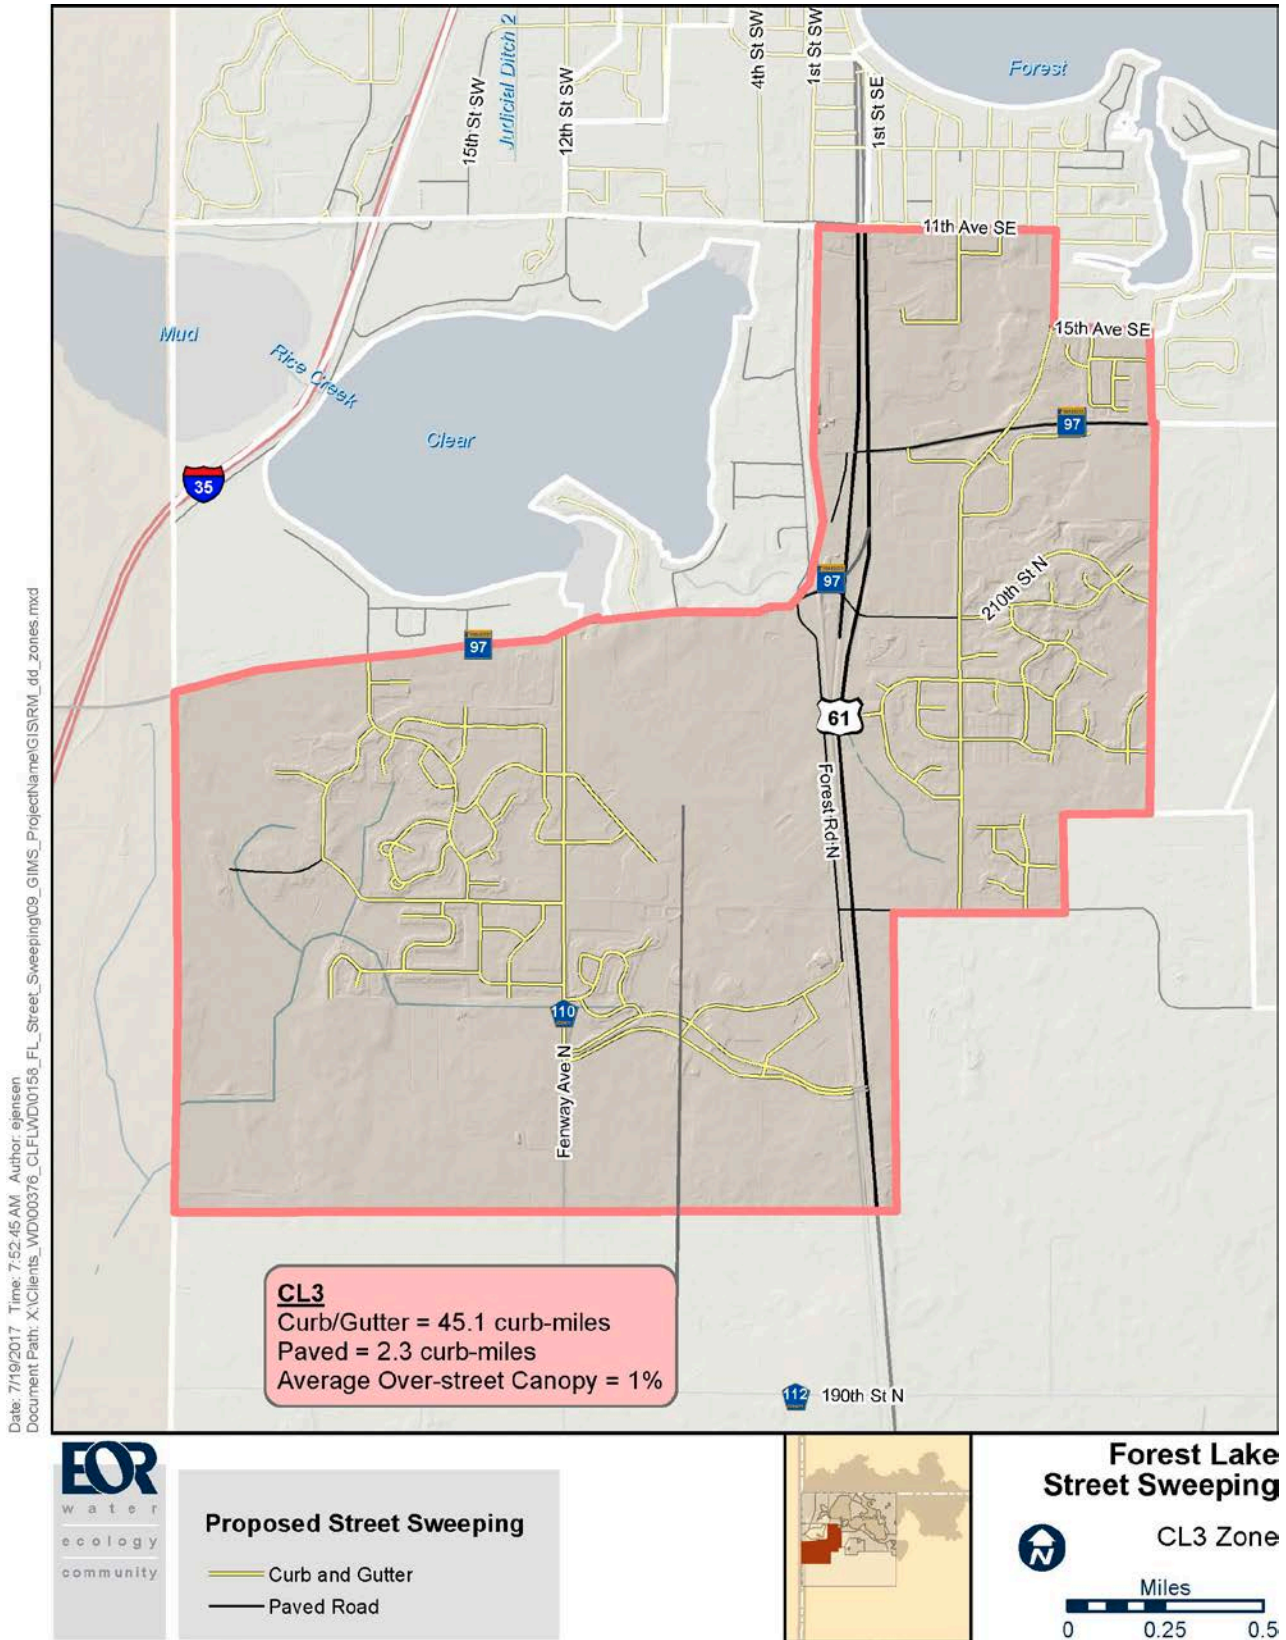 Forest
4th St SW
1st St SW
1st St SE
15th St SW
Judicial Ditch 2
12th St SW
11th Ave SE
15th Ave SE
Mud
Rice Creek
Clear
97
35
97
210th St N
97
61
Forest Rd N
110
Fenway Ave N
CL3
Curb/Gutter = 45.1 curb-miles
Paved = 2.3 curb-miles
Average Over-street Canopy = 1%
112 190th St N
Date: 7/19/2017 Time: 7:52:45 AM Author: ejensen
Document Path: X:\Clients_WD\00376_CLFLWD\0158_FL_Street_Sweeping\09_GIMS_ProjectName\GIS\RM_dd_zones.mxd
EOR
water
ecology
community
Proposed Street Sweeping
Curb and Gutter
Paved Road
Forest Lake
Street Sweeping
N
CL3 Zone
Miles
0 0.25 0.5